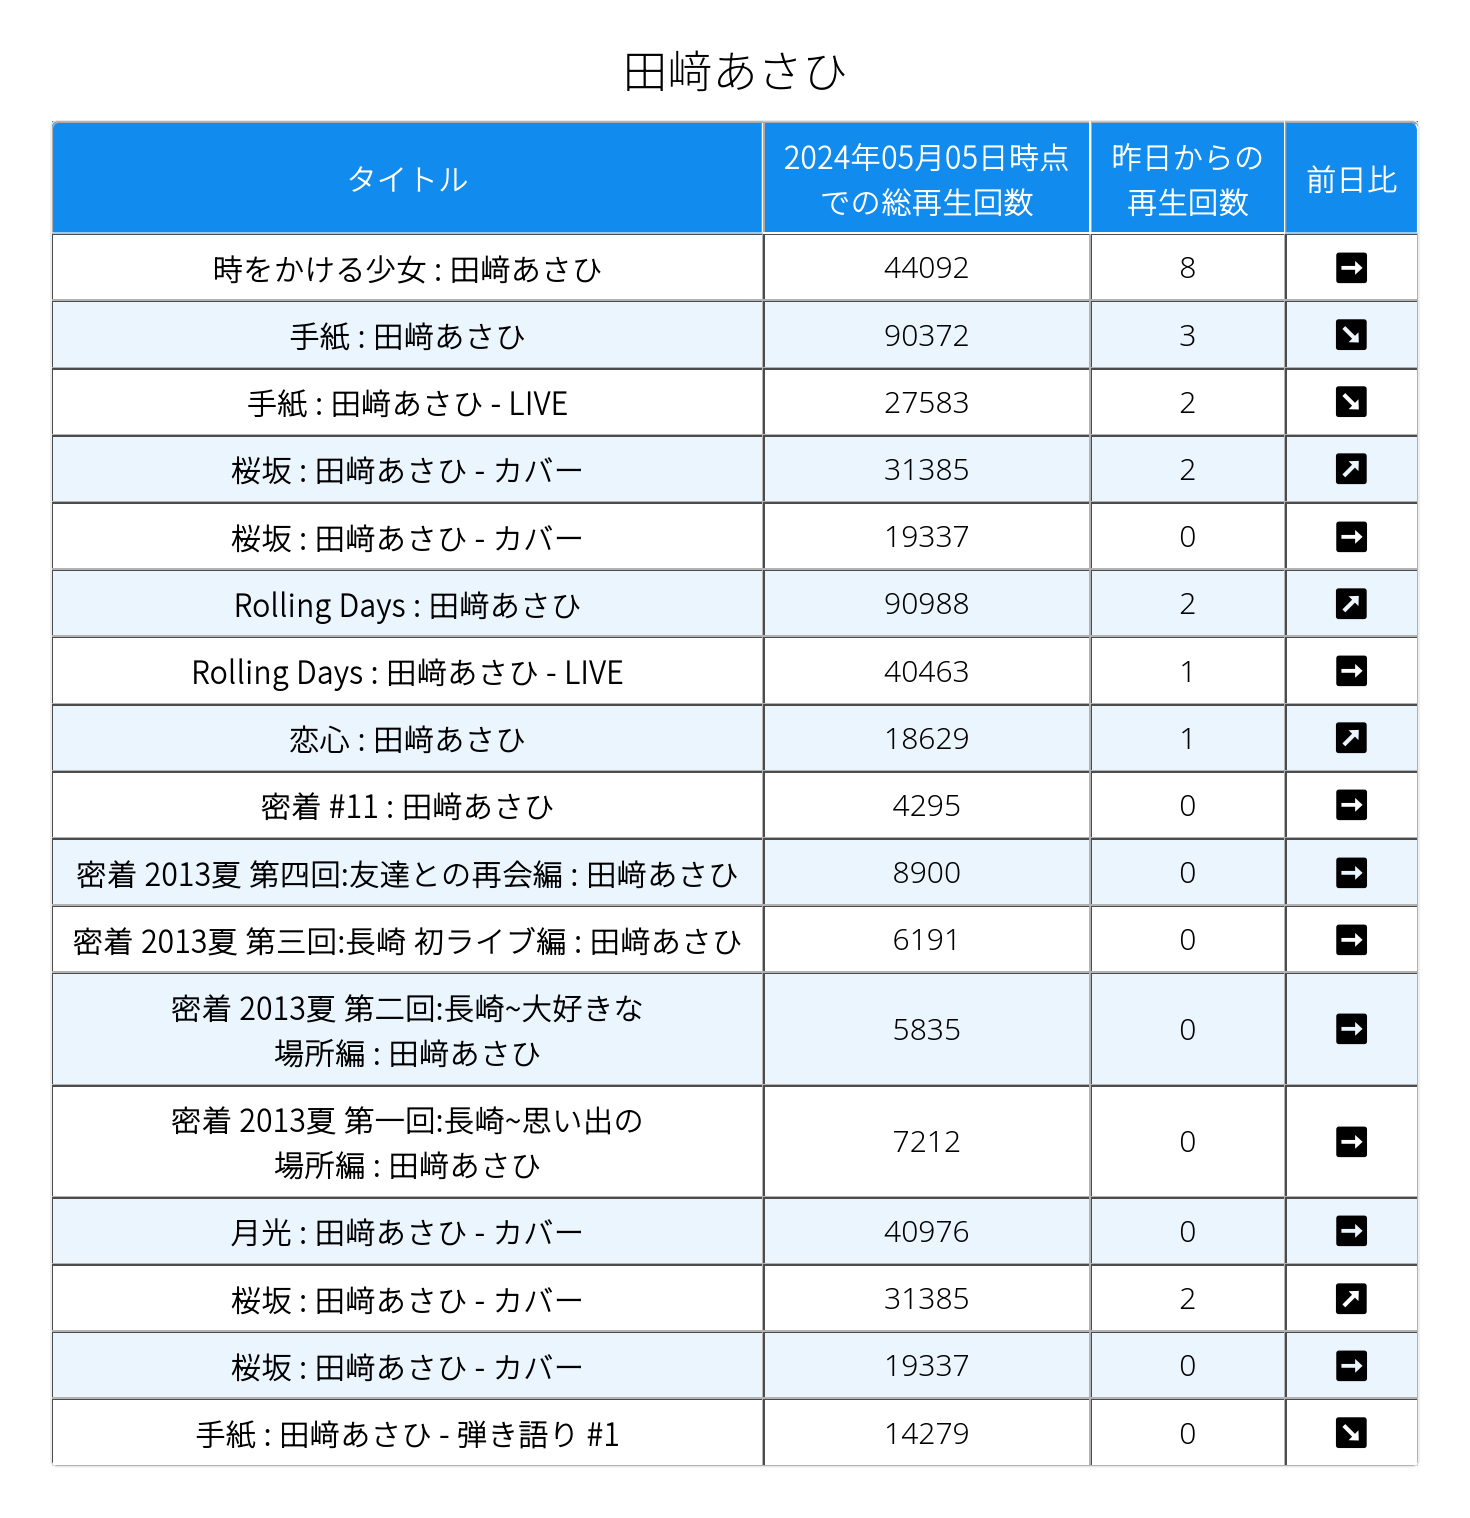 田﨑あさひ
タイトル 2024年05月05日時点 昨日からの 前日比
での総再生回数 再生回数
時をかける少女 : 田﨑あさひ 44092 8 ➡
手紙 : 田﨑あさひ 90372 3 ↘
手紙 : 田﨑あさひ - LIVE 27583 2 ↘
桜坂 : 田﨑あさひ - カバー 31385 2 ↗
桜坂 : 田﨑あさひ - カバー 19337 0 ➡
Rolling Days : 田﨑あさひ 90988 2 ↗
Rolling Days : 田﨑あさひ - LIVE 40463 1 ➡
恋心 : 田﨑あさひ 18629 1 ↗
密着 #11 : 田﨑あさひ 4295 0 ➡
密着 2013夏 第四回:友達との再会編 : 田﨑あさひ 8900 0 ➡
密着 2013夏 第三回:長崎 初ライブ編 : 田﨑あさひ 6191 0 ➡
密着 2013夏 第二回:長崎~大好きな
場所編 : 田﨑あさひ 5835 0 ➡
密着 2013夏 第一回:長崎~思い出の
場所編 : 田﨑あさひ 7212 0 ➡
月光 : 田﨑あさひ - カバー 40976 0 ➡
桜坂 : 田﨑あさひ - カバー 31385 2 ↗
桜坂 : 田﨑あさひ - カバー 19337 0 ➡
手紙 : 田﨑あさひ - 弾き語り #1 14279 0 ↘